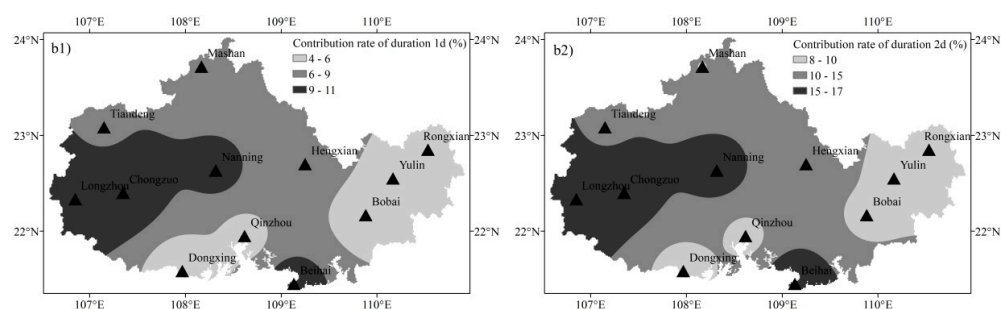 107°E 108°E 109°E 110°E
24°N
b1)
Contribution rate of duration 1d (%)
4 - 6
6 - 9
9 - 11
Mashan
Tiandeng
23°N
Rongxian
Nanning
Hengxian
Yulin
Longzhou
Chongzuo
Bobai
22°N
Qinzhou
Dongxing
Beihai
107°E 108°E 109°E 110°E
107°E 108°E 109°E 110°E
24°N
24°N
b2)
Contribution rate of duration 2d (%)
8 - 10
10 - 15
15 - 17
Mashan
Tiandeng
23°N
23°N
Rongxian
Nanning
Hengxian
Yulin
Longzhou
Chongzuo
Bobai
22°N
22°N
Qinzhou
Dongxing
Beihai
107°E 108°E 109°E 110°E